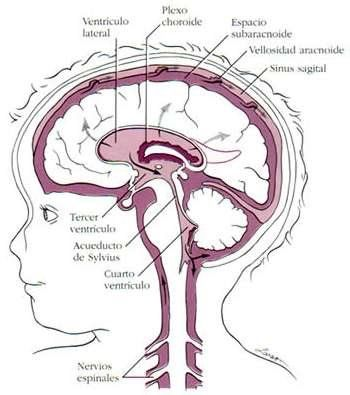 Ventrículo
lateral
Plexo
choroide
Espacio
subaracnoide
Vellosidad aracnoide
Sinus sagital
Tercer
ventrículo
Acueducto
de Sylvius
Cuarto
ventrículo
Nervios
espinales